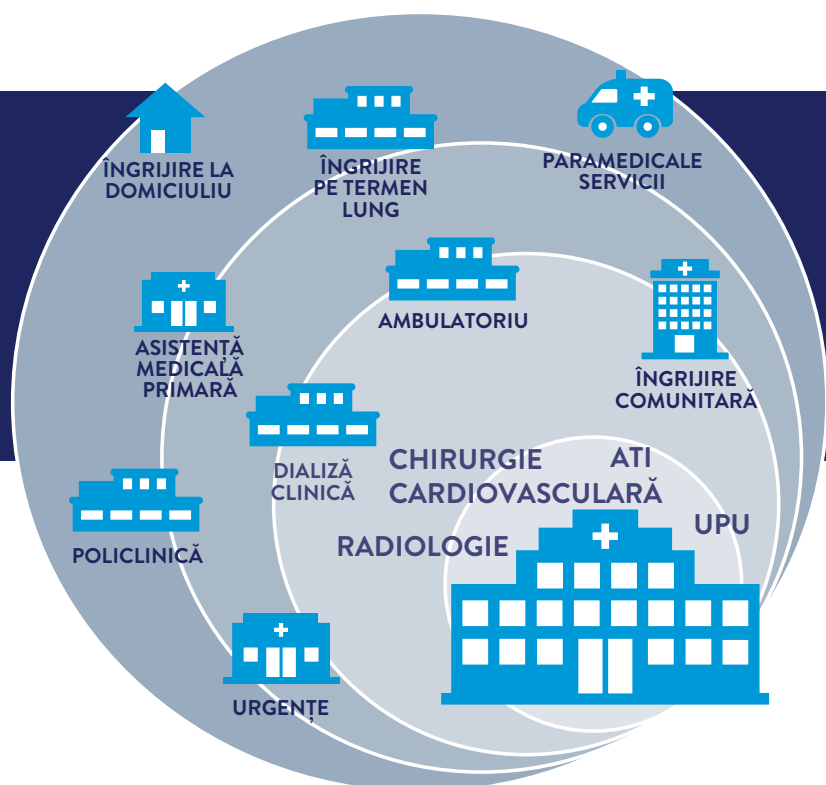 ÎNGRIJIRE LA
DOMICIULIU
ÎNGRIJIRE
PE TERMEN
LUNG
PARAMEDICALE
SERVICII
AMBULATORIU
ASISTENȚĂ
MEDICALĂ
PRIMARĂ
ÎNGRIJIRE
COMUNITARĂ
DIALIZĂ
CLINICĂ
CHIRURGIE
CARDIOVASCULARĂ
ATI
UPU
RADIOLOGIE
POLICLINICĂ
URGENȚE